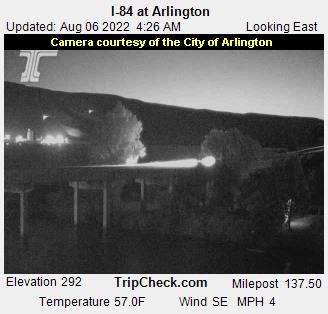 I-84 at Arlington
Updated: Aug 06 2022 4:26 AM Looking East
Camera courtesy of the City of Arlington
Elevation 292 TripCheck.com Milepost 137.50
Temperature 57.0F Wind SE MPH 4